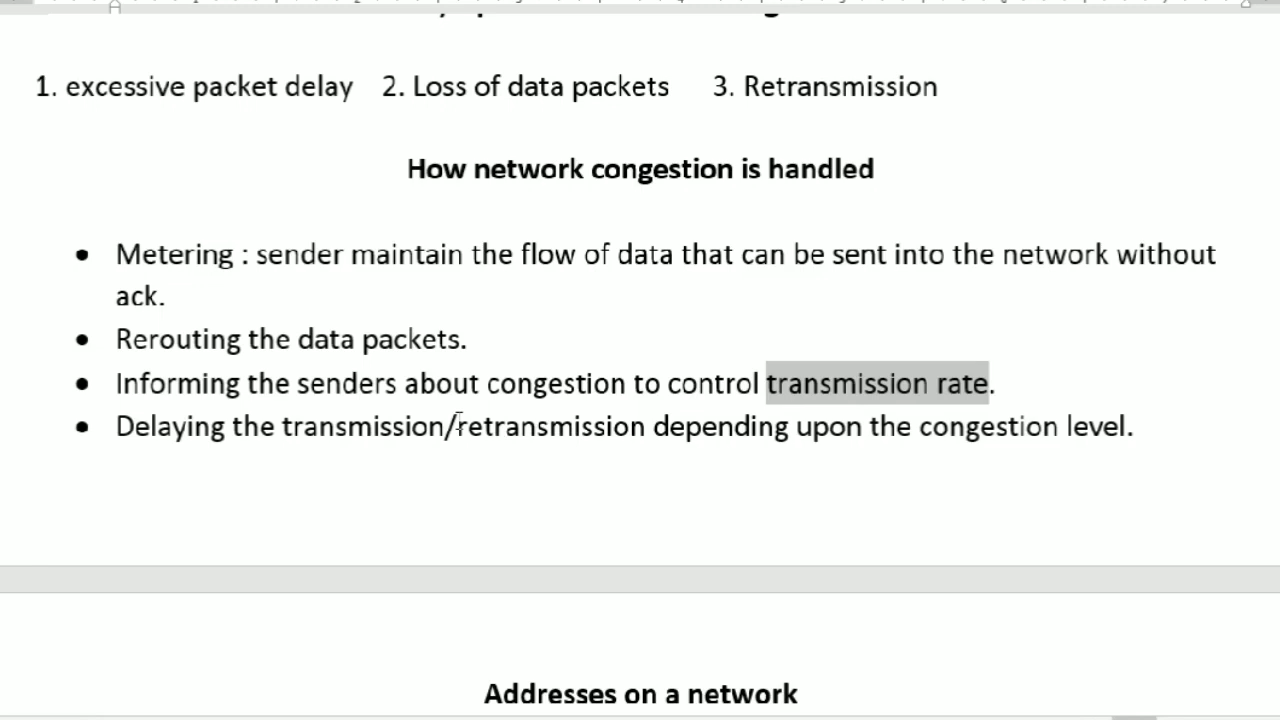 1. excessive packet delay 2. Loss of data packets 3. Retransmission
How network congestion is handled
• Metering : sender maintain the flow of data that can be sent into the network without
ack.
• Rerouting the data packets.
• Informing the senders about congestion to control transmission rate.
• Delaying the transmission/retransmission depending upon the congestion level.
Addresses on a network